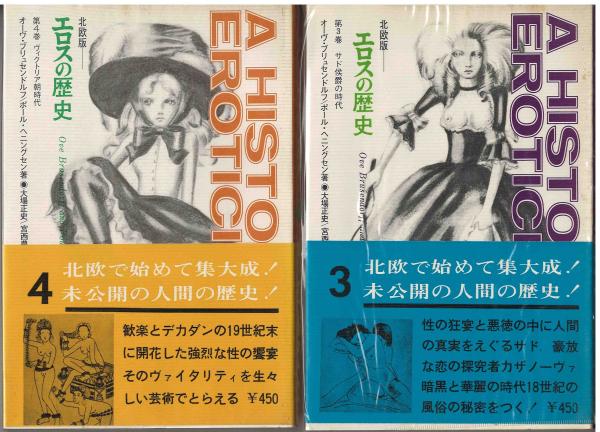 A HISTO
EROTICI
北欧版
エロスの歴史
第4巻 ヴィクトリア朝時代
オーヴ・ブリュセンドルフ/ポール・ヘニングセン著●大場正史/宮西豊
Ove Brusendorff
4
北欧で始めて集大成!
未公開の人間の歴史!
歓楽とデカダンの19世紀末
に開花した強烈な性の饗宴
そのヴァイタリティを生々
しい芸術でとらえる ¥450
A HISTO
EROTICI
北欧版
エロスの歴史
第3巻 サド侯爵の時代
オーヴ・ブリュセンドルフ/ポール・ヘニングセン著●大場正史/宮西
Ove Brusendorff
3
北欧で始めて集大成!
未公開の人間の歴史!
性の狂宴と悪徳の中に人間
の真実をえぐるサド 豪放
な恋の探究者カザノーヴァ
暗黒と華麗の時代18世紀の
風俗の秘密をつく! ¥450